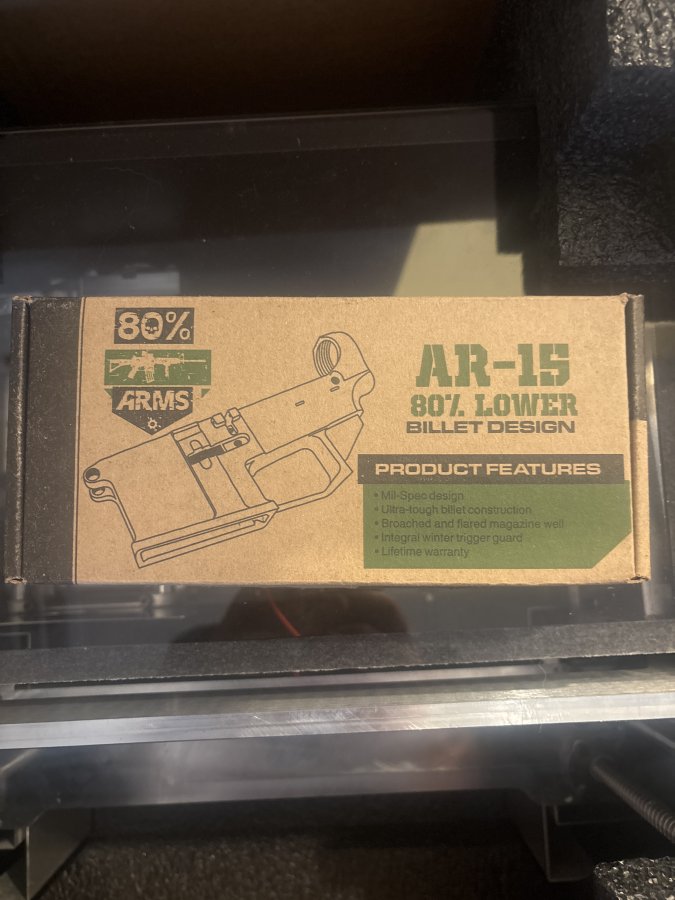 80%
ARMS
AR-15
80% LOWER
BILLET DESIGN
PRODUCT FEATURES
• Mil-Spec design
• Ultra-tough billet construction
• Broached and flared magazine well
• Integral winter trigger guard
• Lifetime warranty